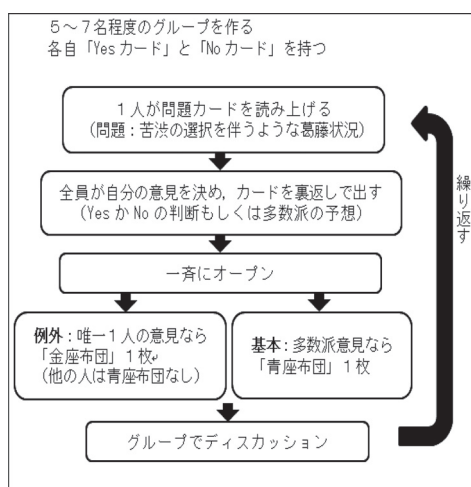 5～7名程度のグループを作る
各自「Yesカード」と「Noカード」を持つ
1人が問題カードを読み上げる
(問題：苦渋の選択を伴うような葛藤状況)
全員が自分の意見を決め，カードを裏返しで出す
(YesかNoの判断もしくは多数派の予想)
一斉にオープン
例外：唯一1人の意見なら
「金座布団」1枚↵
(他の人は青座布団なし)
基本：多数派意見なら
「青座布団」1枚
グループでディスカッション
繰り返す